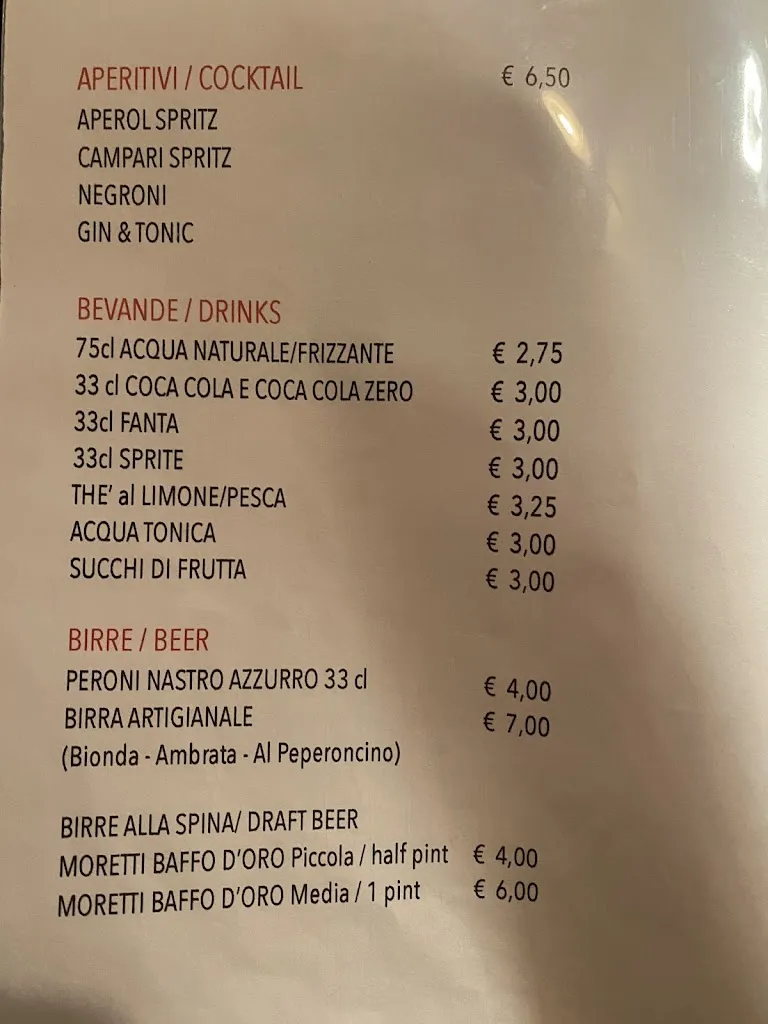 APERITIVI / COCKTAIL € 6,50
APEROL SPRITZ
CAMPARI SPRITZ
NEGRONI
GIN & TONIC
BEVANDE / DRINKS
75cl ACQUA NATURALE/FRIZZANTE € 2,75
33 cl COCA COLA E COCA COLA ZERO € 3,00
33cl FANTA € 3,00
33cl SPRITE € 3,00
THE' al LIMONE/PESCA € 3,25
ACQUA TONICA € 3,00
SUCCHI DI FRUTTA € 3,00
BIRRE / BEER
PERONI NASTRO AZZURRO 33 cl € 4,00
BIRRA ARTIGIANALE € 7,00
(Bionda - Ambrata - Al Peperoncino)
BIRRE ALLA SPINA/ DRAFT BEER
MORETTI BAFFO D'ORO Piccola / half pint € 4,00
MORETTI BAFFO D'ORO Media / 1 pint € 6,00